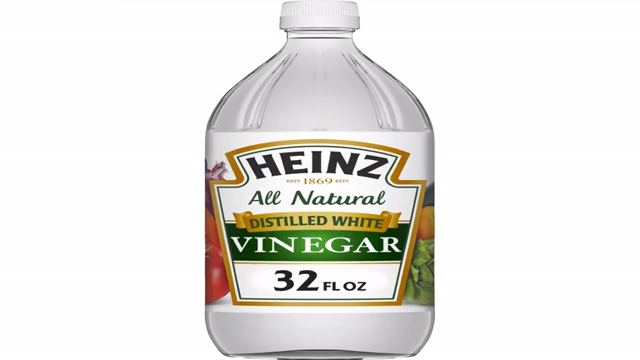 HEINZ
ESTD 1869 ESTD
All Natural
DISTILLED WHITE
VINEGAR
32 FL OZ